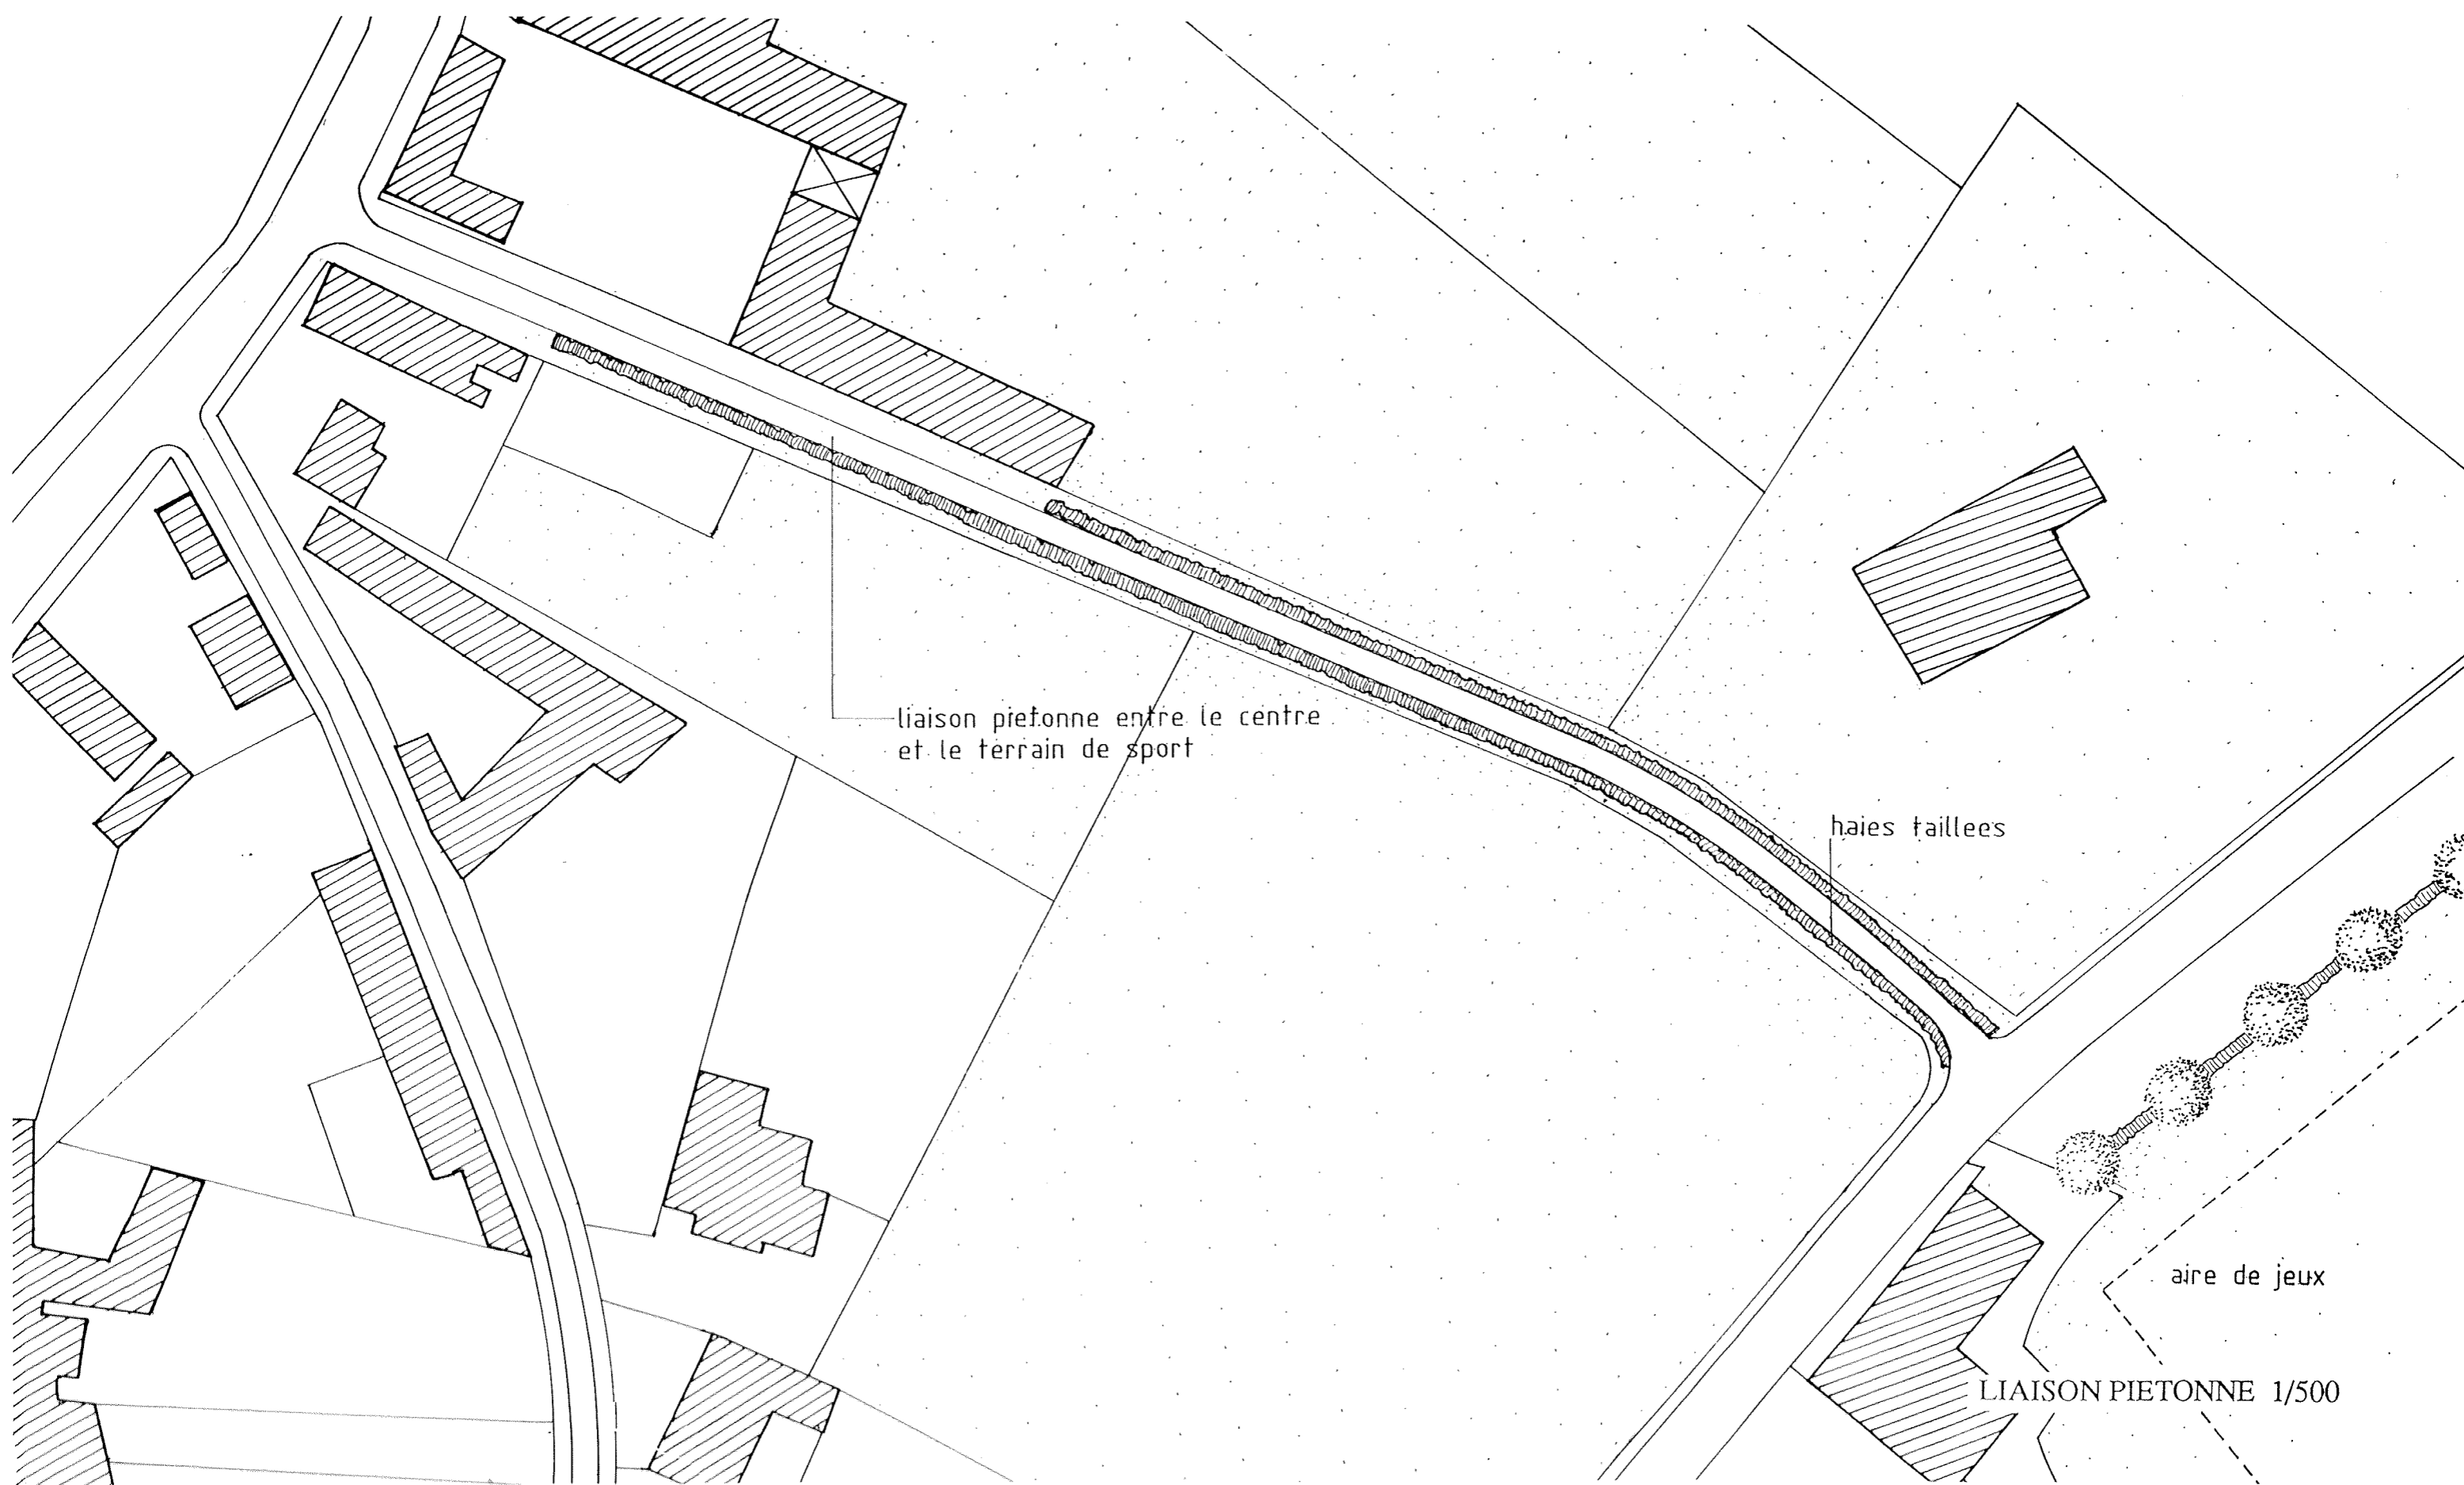 liaison pietonne entre le centre
et le terrain de sport
haies taillees
aire de jeux
LIAISON PIETONNE 1/500